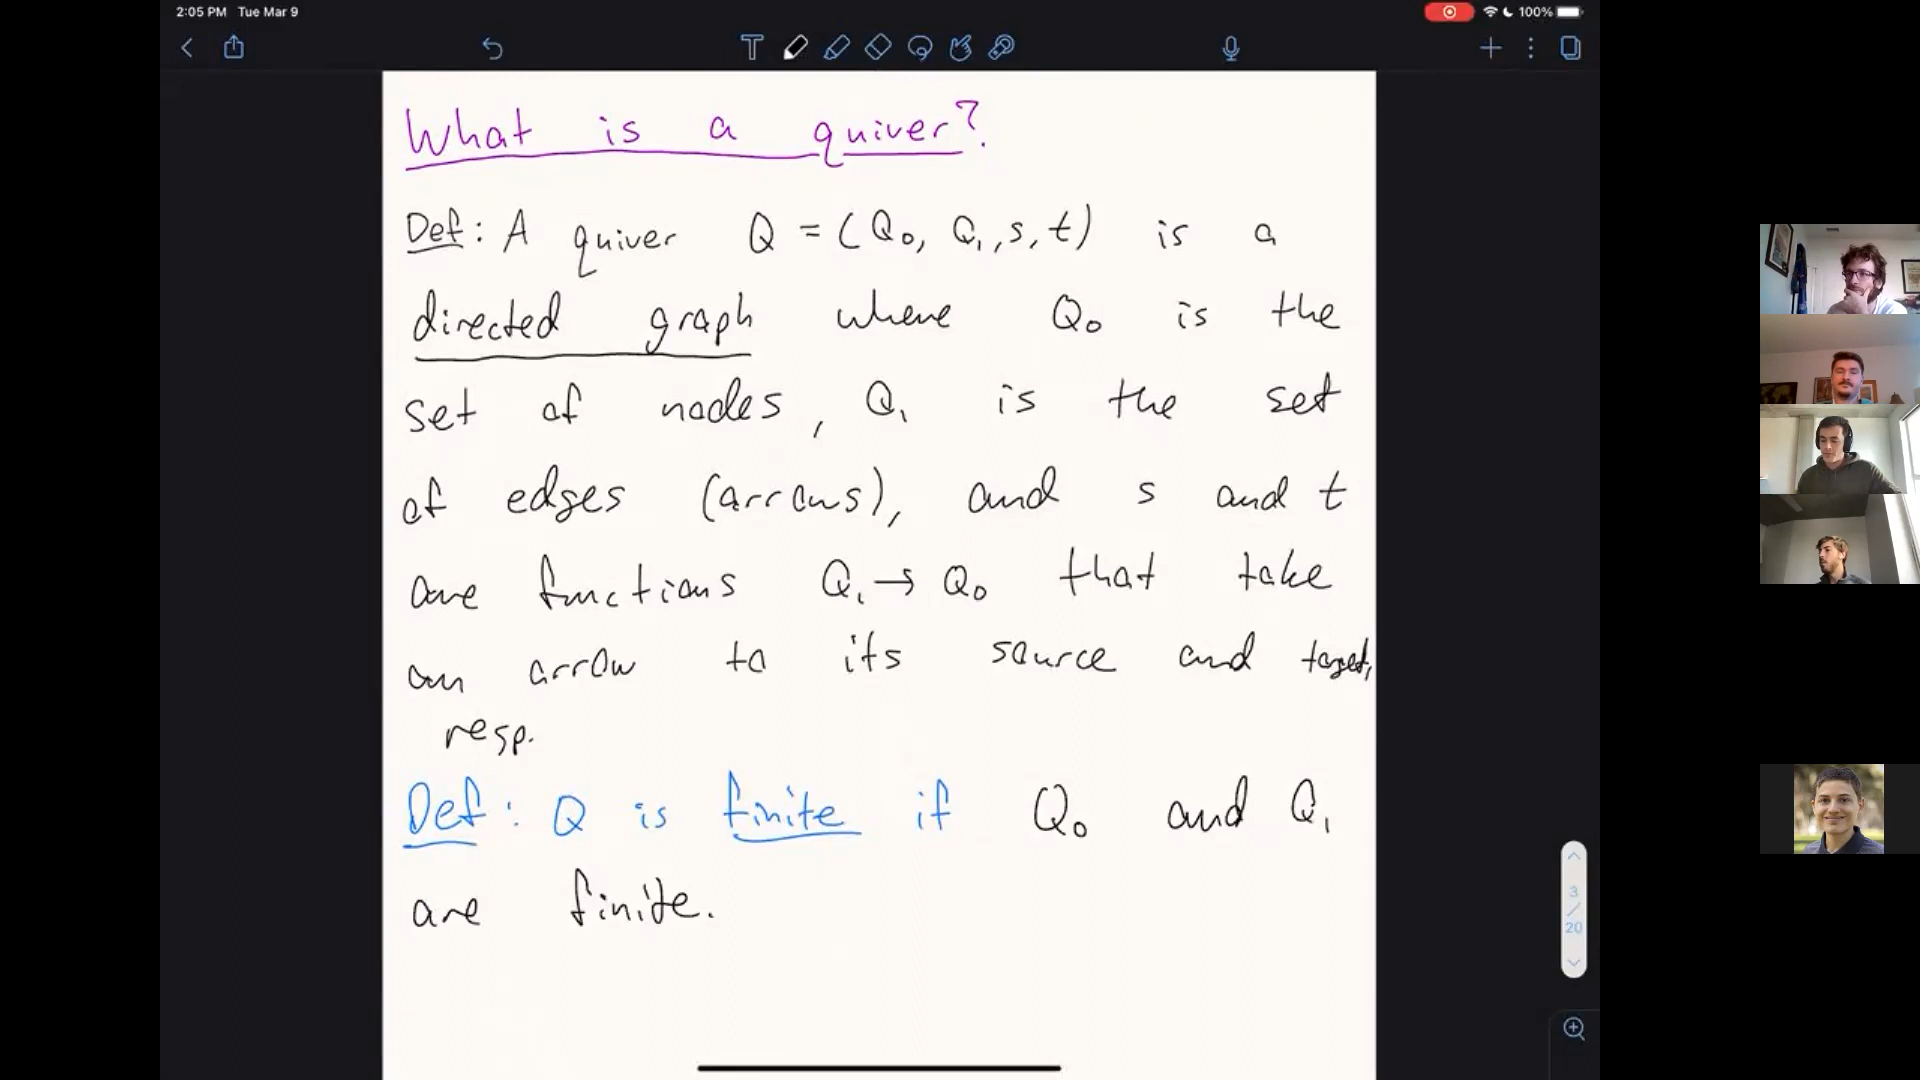 2:05 PM Tue Mar 9
100%
What is a quiver?
Def: A quiver Q = (Q₀, Q₁, s, t) is a
directed graph where Q₀ is the
set of nodes, Q₁ is the set
of edges (arrows), and s and t
are functions Q₁ → Q₀ that take
an arrow to its source and target,
resp.
Def: Q is finite if Q₀ and Q₁
are finite.
3
/
20